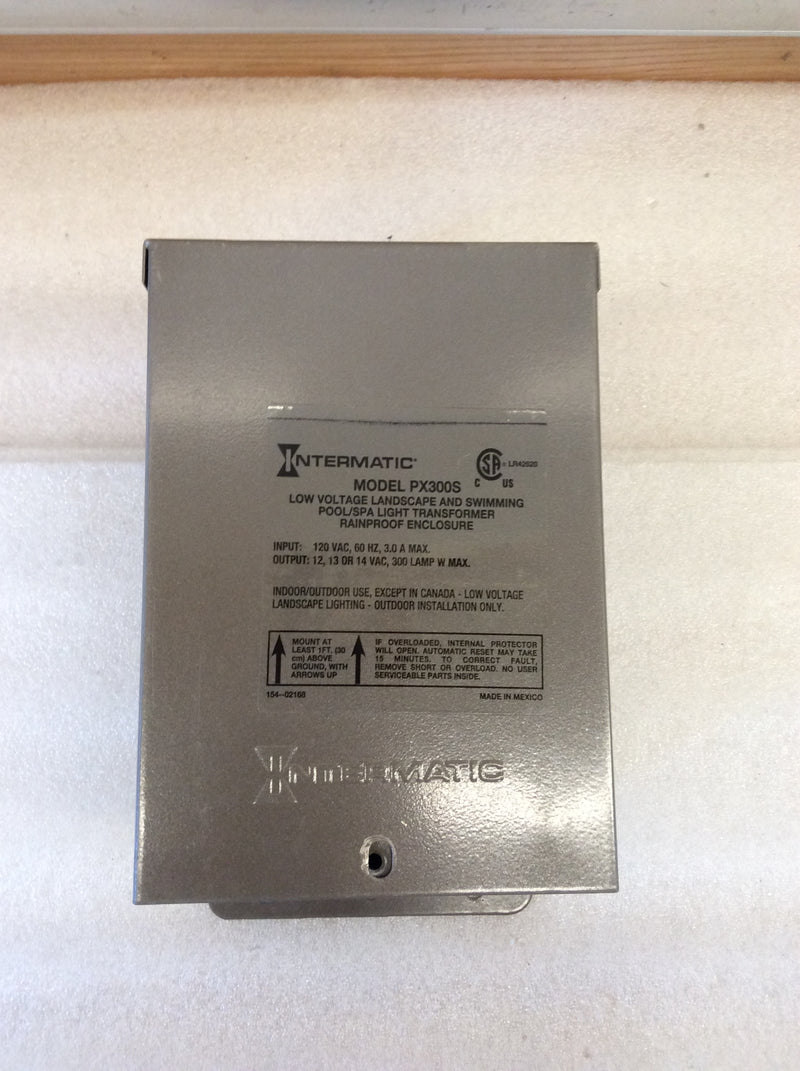 INTERMATIC®
LR42520
C US
MODEL PX300S
LOW VOLTAGE LANDSCAPE AND SWIMMING
POOL/SPA LIGHT TRANSFORMER
RAINPROOF ENCLOSURE
INPUT: 120 VAC, 60 HZ, 3.0 A MAX.
OUTPUT: 12, 13 OR 14 VAC, 300 LAMP W MAX.
INDOOR/OUTDOOR USE, EXCEPT IN CANADA - LOW VOLTAGE
LANDSCAPE LIGHTING - OUTDOOR INSTALLATION ONLY.
MOUNT AT
LEAST 1FT. (30
cm) ABOVE
GROUND, WITH
ARROWS UP
IF OVERLOADED, INTERNAL PROTECTOR
WILL OPEN. AUTOMATIC RESET MAY TAKE
15 MINUTES. TO CORRECT FAULT,
REMOVE SHORT OR OVERLOAD. NO USER
SERVICEABLE PARTS INSIDE.
154--02168
MADE IN MEXICO
INTERMATIC